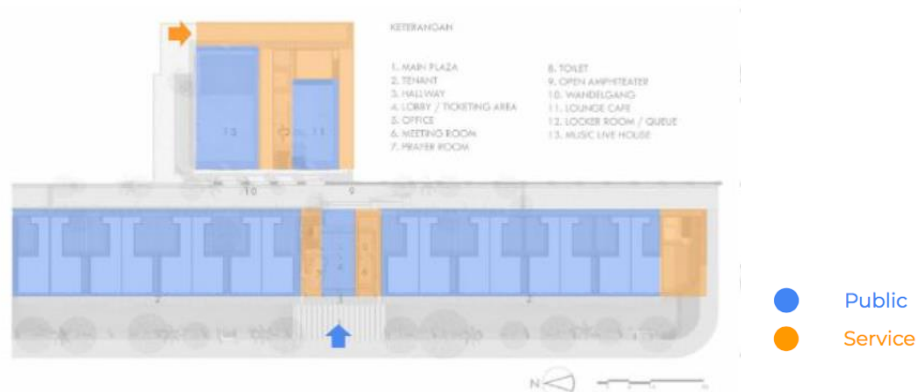 KETERANGAN
1. MAIN PLAZA
2. TENANT
3. HALLWAY
4. LOBBY / TICKETING AREA
5. OFFICE
6. MEETING ROOM
7. PRAYER ROOM
8. TOILET
9. OPEN AMPHITEATER
10. WANDELGANG
11. LOUNGE CAFE
12. LOCKER ROOM / QUEUE
13. MUSIC LIVE HOUSE
13
12
11
10
9
2
3
2
Public
Service
N